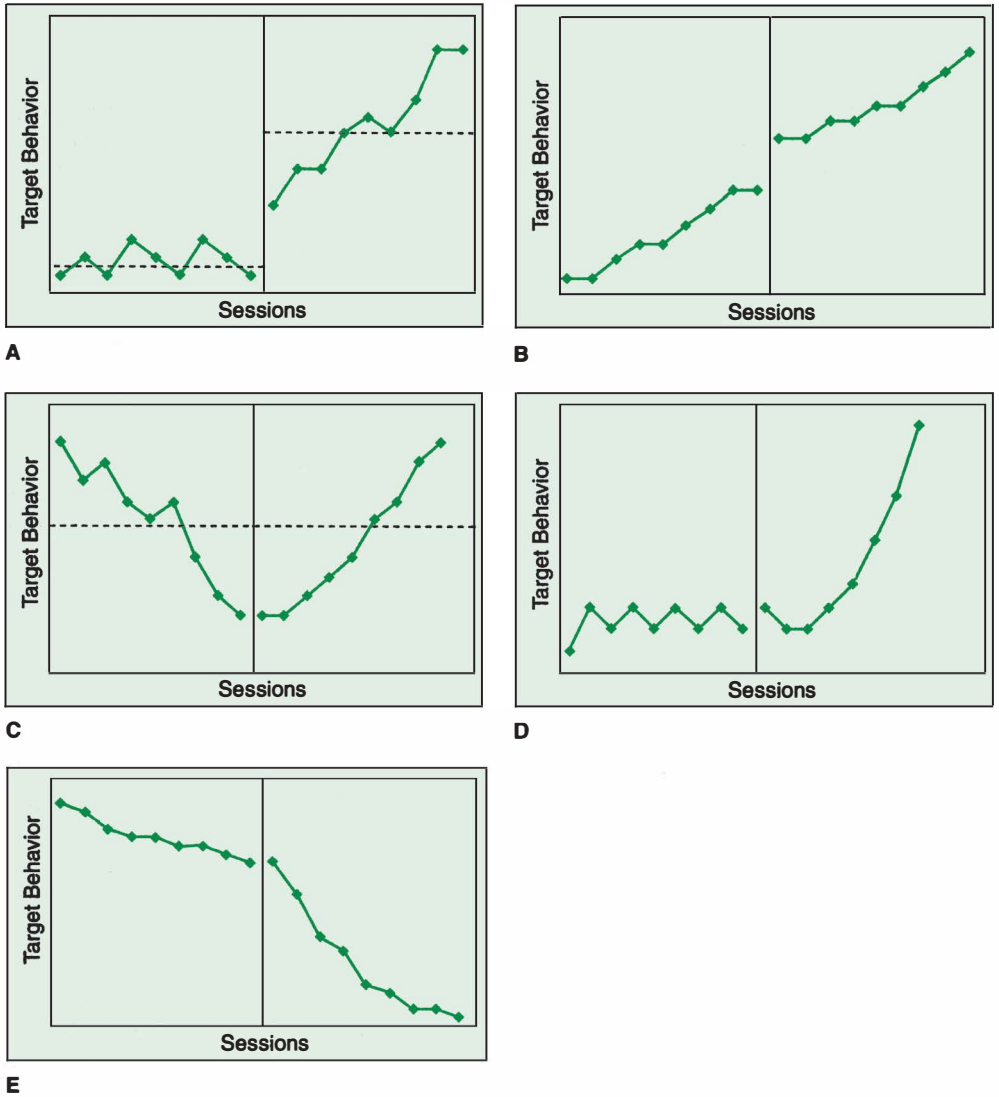 Target Behavior
Sessions
A
Target Behavior
Sessions
B
Target Behavior
Sessions
C
Target Behavior
Sessions
D
Target Behavior
Sessions
E